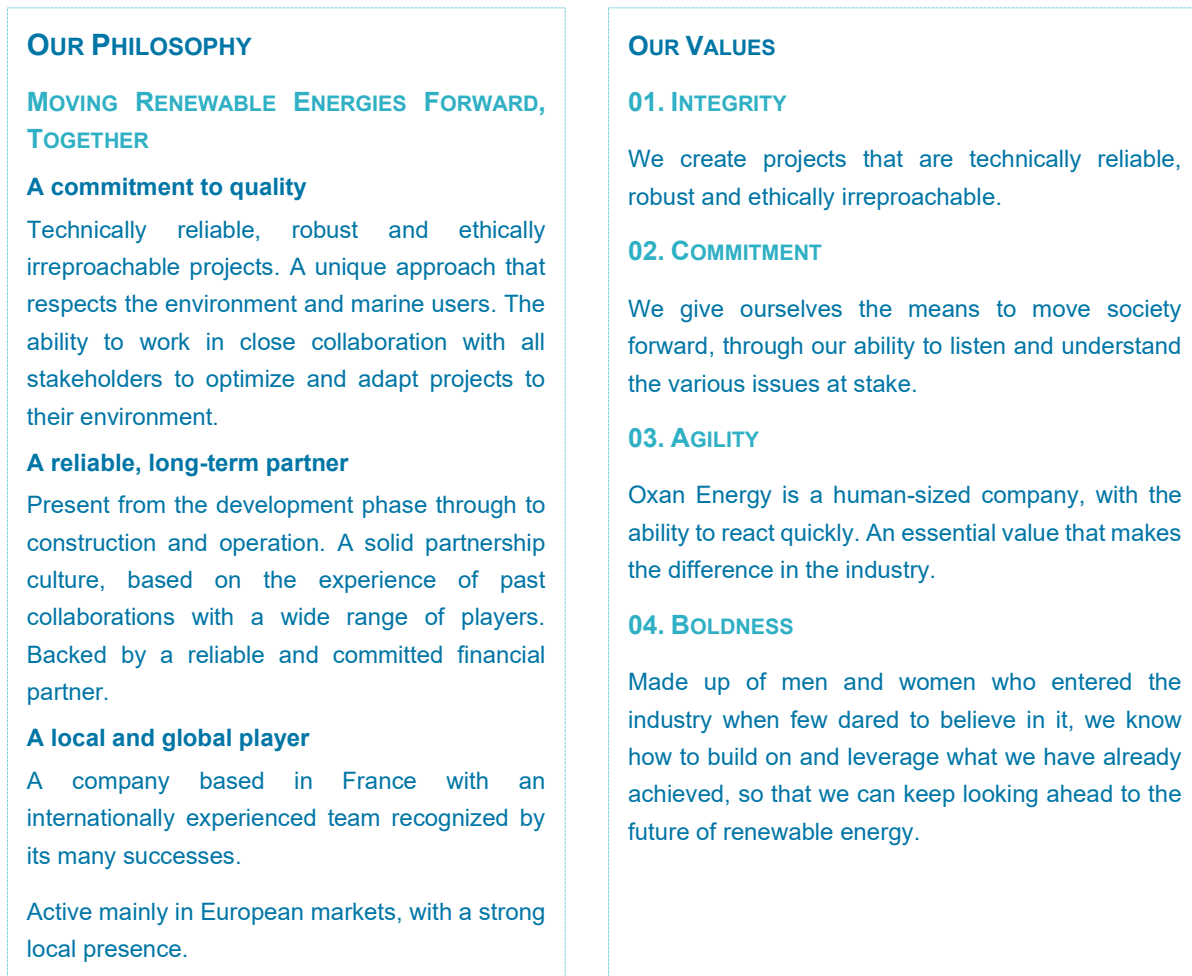 OUR PHILOSOPHY
MOVING RENEWABLE ENERGIES FORWARD,
TOGETHER
A commitment to quality
Technically reliable, robust and ethically
irreproachable projects. A unique approach that
respects the environment and marine users. The
ability to work in close collaboration with all
stakeholders to optimize and adapt projects to
their environment.
A reliable, long-term partner
Present from the development phase through to
construction and operation. A solid partnership
culture, based on the experience of past
collaborations with a wide range of players.
Backed by a reliable and committed financial
partner.
A local and global player
A company based in France with an
internationally experienced team recognized by
its many successes.
Active mainly in European markets, with a strong
local presence.
OUR VALUES
01. INTEGRITY
We create projects that are technically reliable,
robust and ethically irreproachable.
02. COMMITMENT
We give ourselves the means to move society
forward, through our ability to listen and understand
the various issues at stake.
03. AGILITY
Oxan Energy is a human-sized company, with the
ability to react quickly. An essential value that makes
the difference in the industry.
04. BOLDNESS
Made up of men and women who entered the
industry when few dared to believe in it, we know
how to build on and leverage what we have already
achieved, so that we can keep looking ahead to the
future of renewable energy.